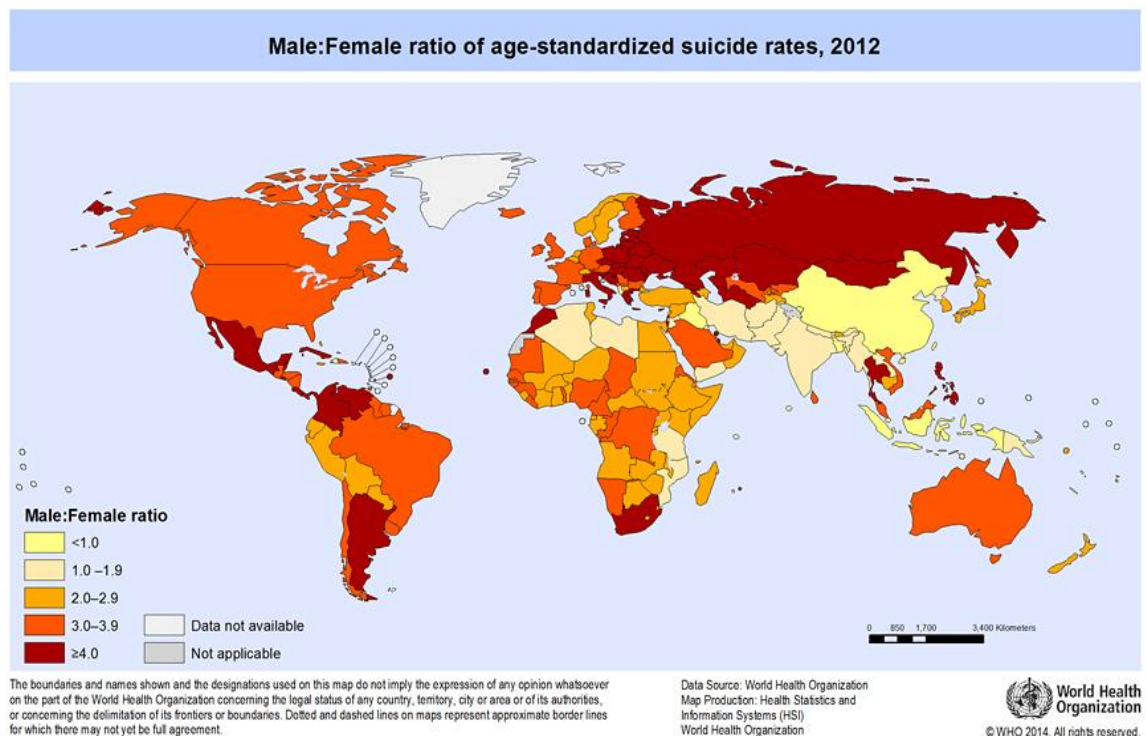 Male:Female ratio of age-standardized suicide rates, 2012
Male:Female ratio
<1.0
1.0 –1.9
2.0–2.9
3.0–3.9
≥4.0
Data not available
Not applicable
0 850 1,700 3,400 Kilometers
The boundaries and names shown and the designations used on this map do not imply the expression of any opinion whatsoever
on the part of the World Health Organization concerning the legal status of any country, territory, city or area or of its authorities,
or concerning the delimitation of its frontiers or boundaries. Dotted and dashed lines on maps represent approximate border lines
for which there may not yet be full agreement.
Data Source: World Health Organization
Map Production: Health Statistics and
Information Systems (HSI)
World Health Organization
World Health
Organization
© WHO 2014. All rights reserved.